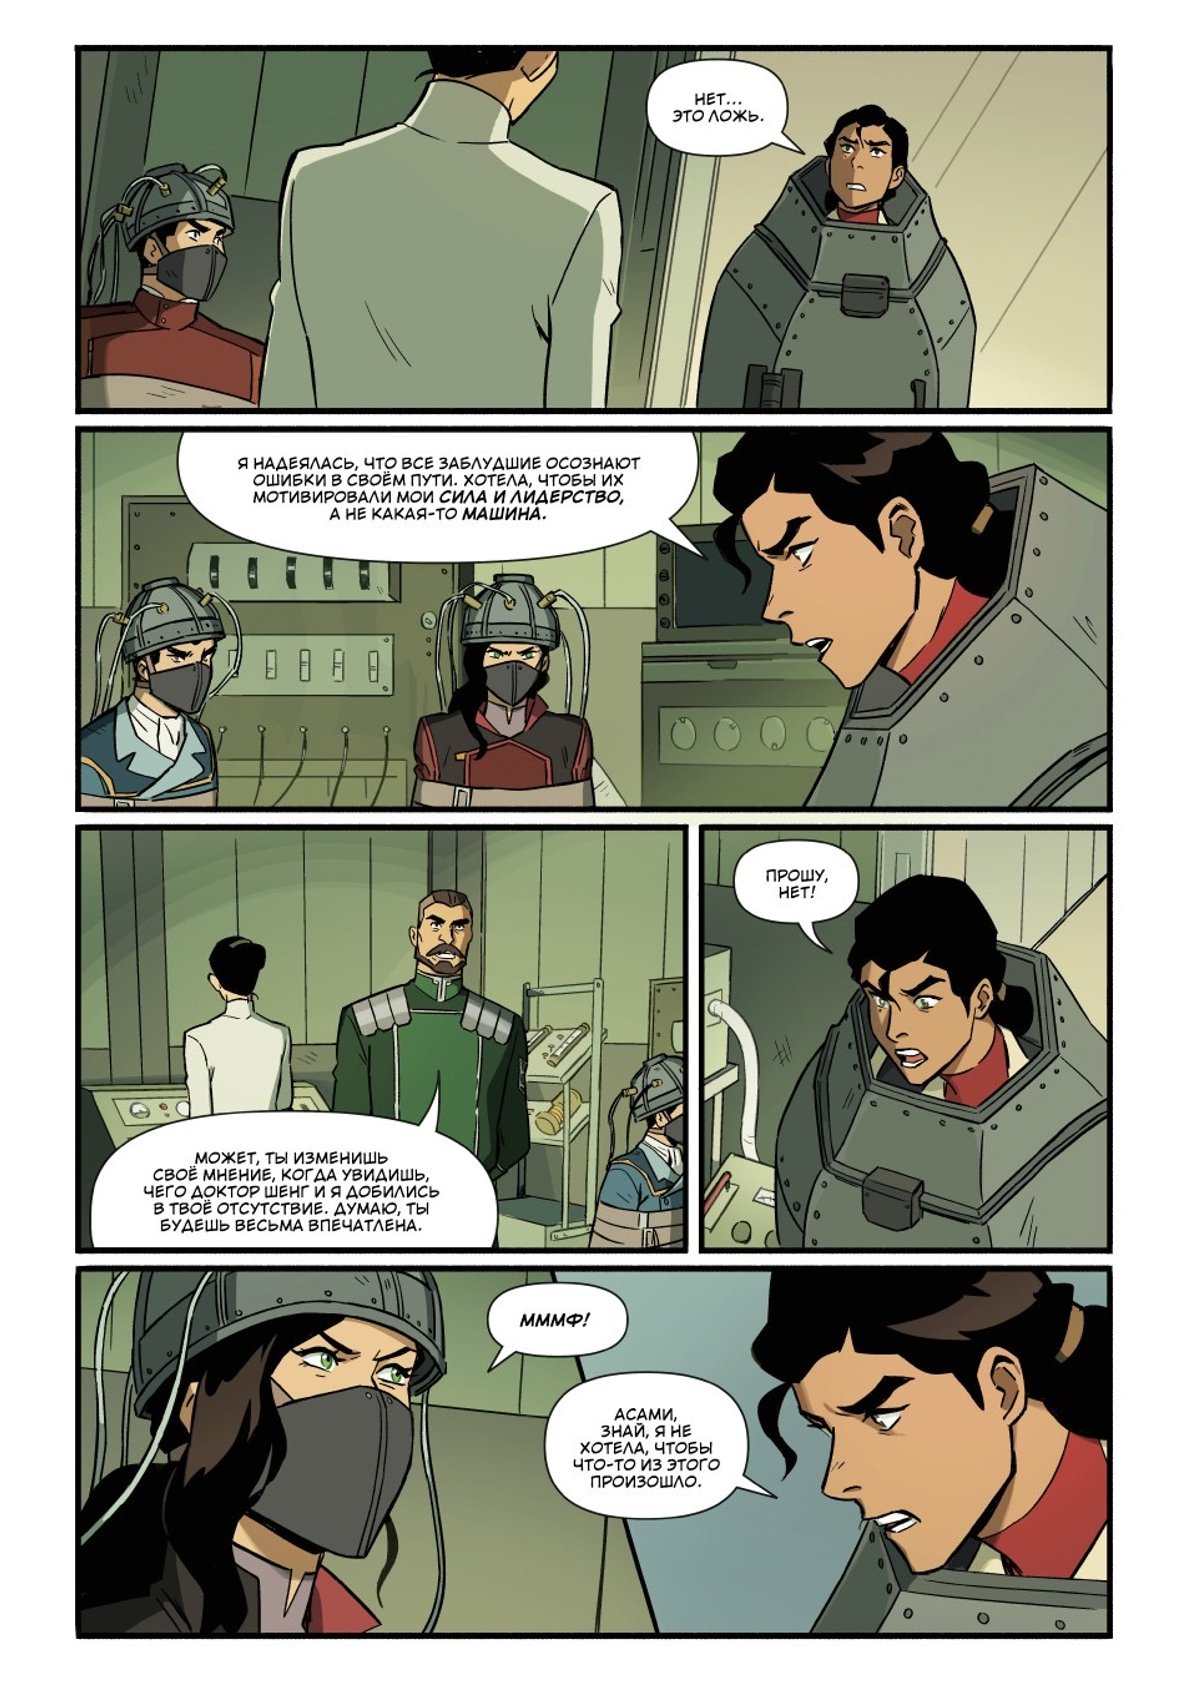 НЕТ...
ЭТО ЛОЖЬ.
Я НАДЕЯЛАСЬ, ЧТО ВСЕ ЗАБЛУДШИЕ ОСОЗНАЮТ
ОШИБКИ В СВОЁМ ПУТИ. ХОТЕЛА, ЧТОБЫ ИХ
МОТИВИРОВАЛИ МОИ СИЛА И ЛИДЕРСТВО,
А НЕ КАКАЯ-ТО МАШИНА.
МОЖЕТ, ТЫ ИЗМЕНИШЬ
СВОЁ МНЕНИЕ, КОГДА УВИДИШЬ,
ЧЕГО ДОКТОР ШЕНГ И Я ДОБИЛИСЬ
В ТВОЁ ОТСУТСТВИЕ. ДУМАЮ, ТЫ
БУДЕШЬ ВЕСЬМА ВПЕЧАТЛЕНА.
ПРОШУ,
НЕТ!
МММФ!
АСАМИ,
ЗНАЙ, Я НЕ
ХОТЕЛА, ЧТОБЫ
ЧТО-ТО ИЗ ЭТОГО
ПРОИЗОШЛО.